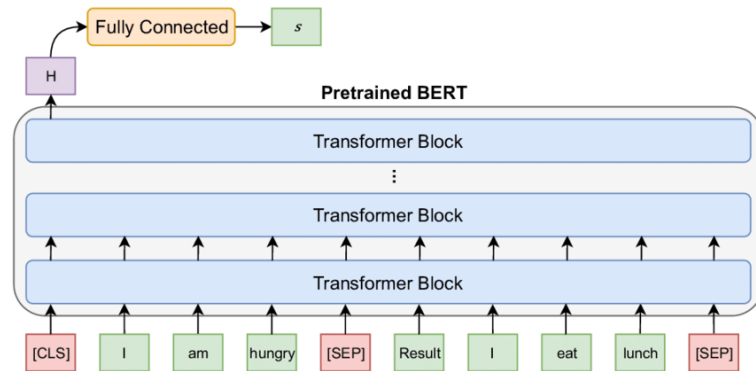 Fully Connected s
H
Pretrained BERT
Transformer Block
...
Transformer Block
Transformer Block
[CLS] I am hungry [SEP] Result I eat lunch [SEP]